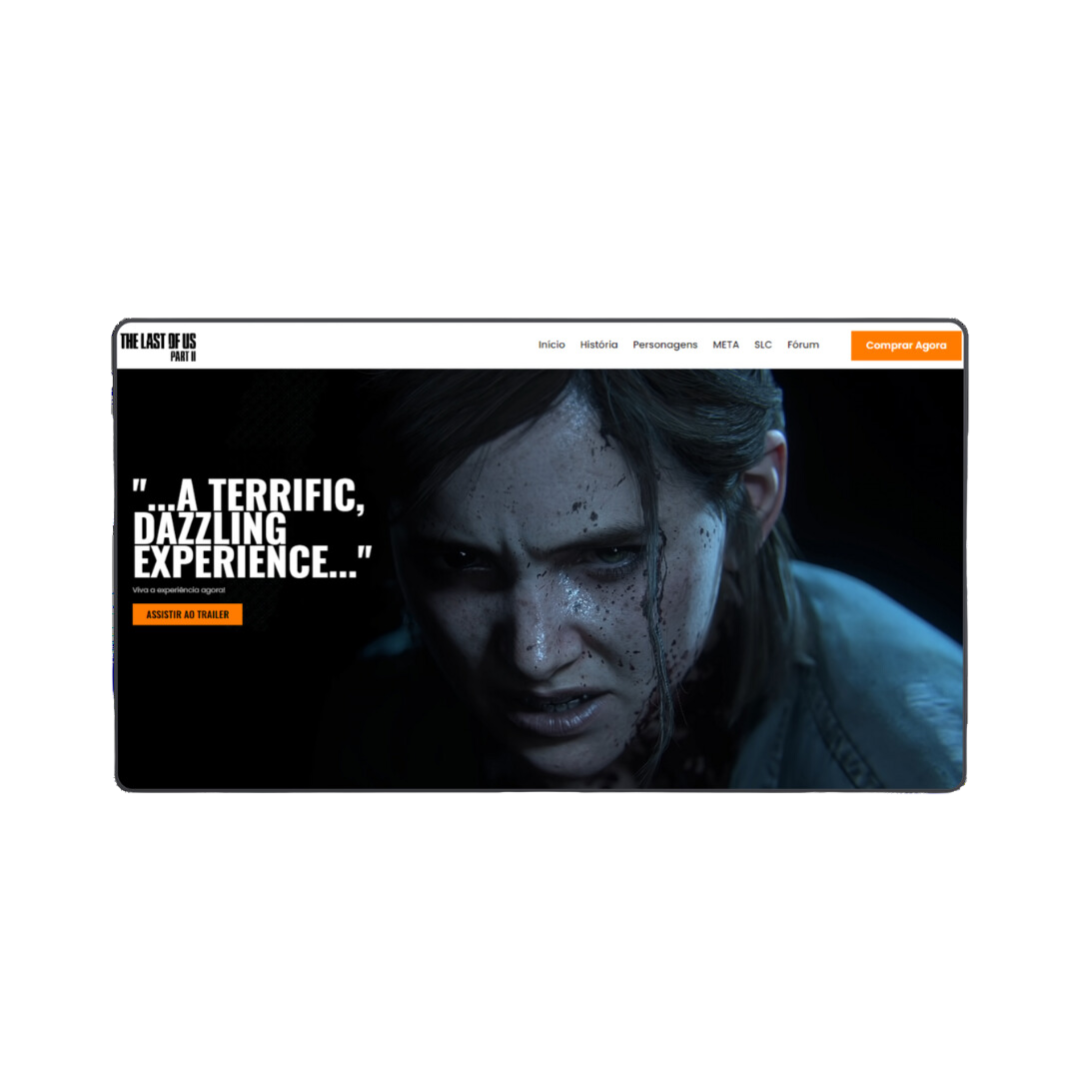 THE LAST OF US
PART II
Início História Personagens META SLC Fórum Comprar Agora
"...A TERRIFIC,
DAZZLING
EXPERIENCE..."
Viva a experiência agora!
ASSISTIR AO TRAILER